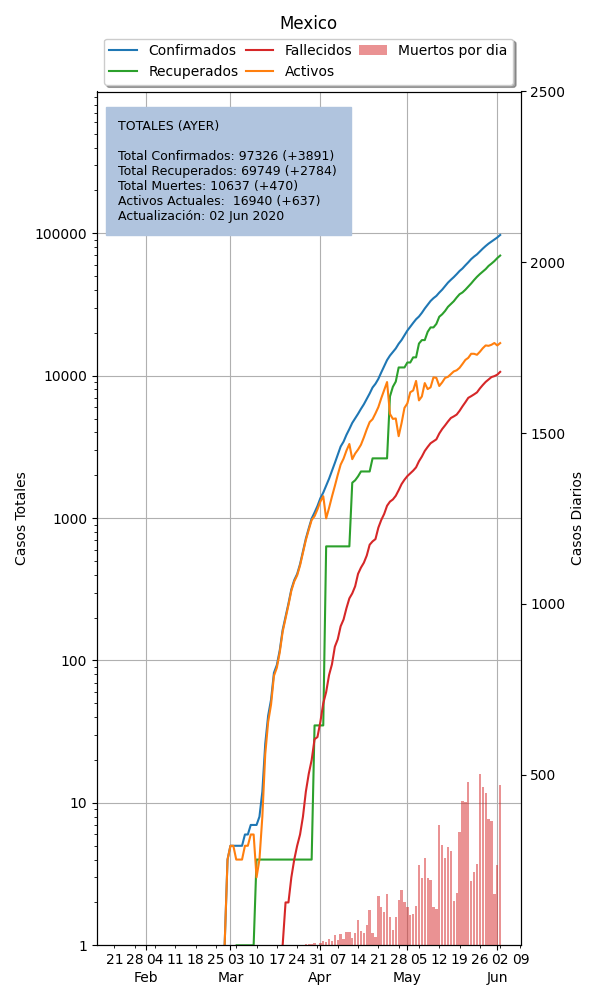 Mexico
Confirmados Fallecidos Muertos por dia
Recuperados Activos
TOTALES (AYER)
Total Confirmados: 97326 (+3891)
Total Recuperados: 69749 (+2784)
Total Muertes: 10637 (+470)
Activos Actuales:  16940 (+637)
Actualización: 02 Jun 2020
Casos Totales
100000
10000
1000
100
10
1
2500
2000
1500
1000
500
Casos Diarios
21 28 04 11 18 25 03 10 17 24 31 07 14 21 28 05 12 19 26 02 09
Feb Mar Apr May Jun